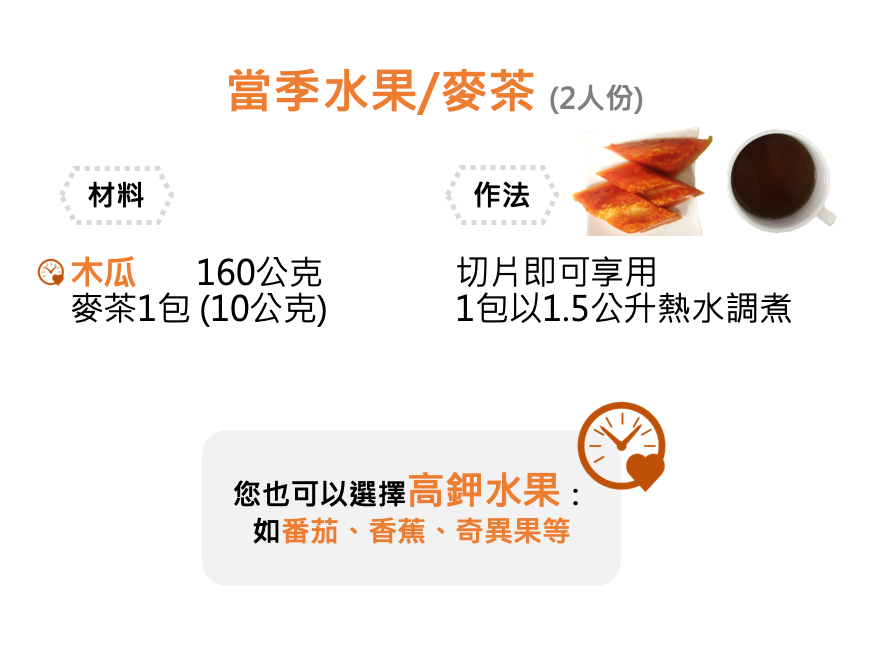 當季水果/麥茶 (2人份)
材料
木瓜 160公克
麥茶1包 (10公克)
作法
切片即可享用
1包以1.5公升熱水調煮
您也可以選擇高鉀水果：
如番茄、香蕉、奇異果等